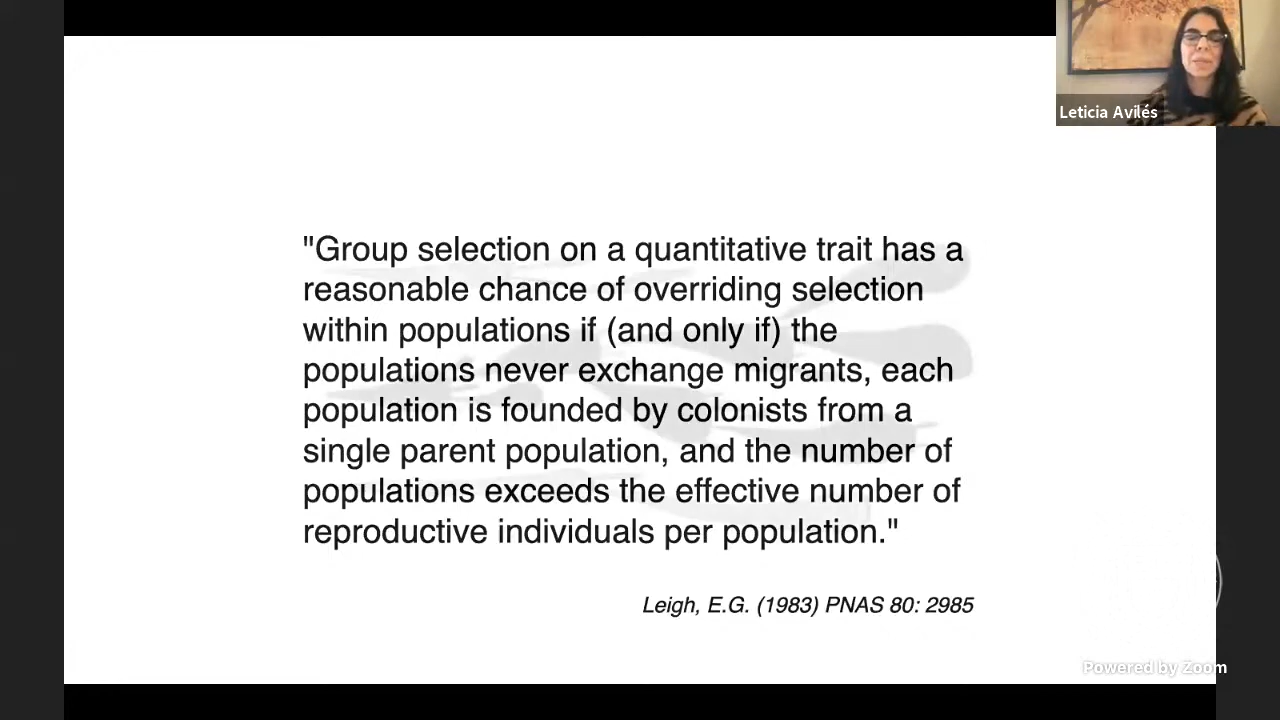 Leticia Avilés
"Group selection on a quantitative trait has a
reasonable chance of overriding selection
within populations if (and only if) the
populations never exchange migrants, each
population is founded by colonists from a
single parent population, and the number of
populations exceeds the effective number of
reproductive individuals per population."
Leigh, E.G. (1983) PNAS 80: 2985
Powered by Zoom